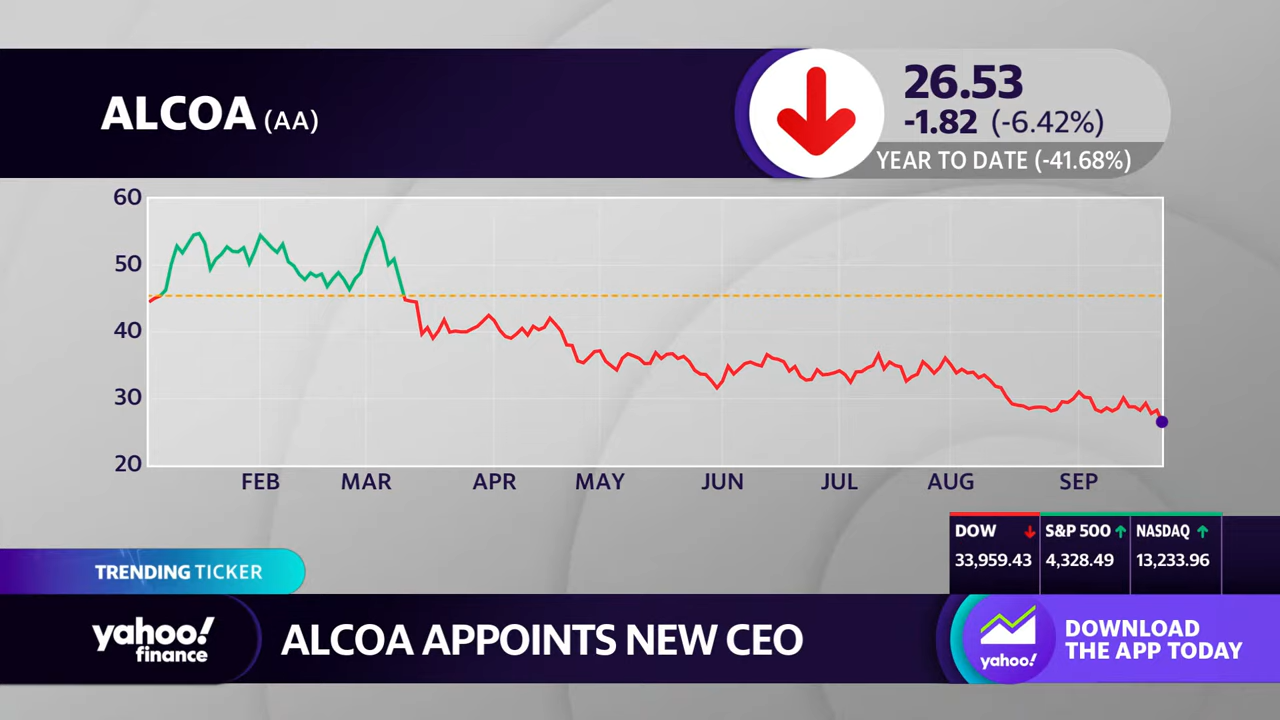 ALCOA (AA)
26.53
-1.82 (-6.42%)
YEAR TO DATE (-41.68%)
60
50
40
30
20
FEB MAR APR MAY JUN JUL AUG SEP
DOW S&P 500 NASDAQ
33,959.43 4,328.49 13,233.96
TRENDING TICKER
yahoo!
finance
ALCOA APPOINTS NEW CEO
yahoo!
DOWNLOAD
THE APP TODAY